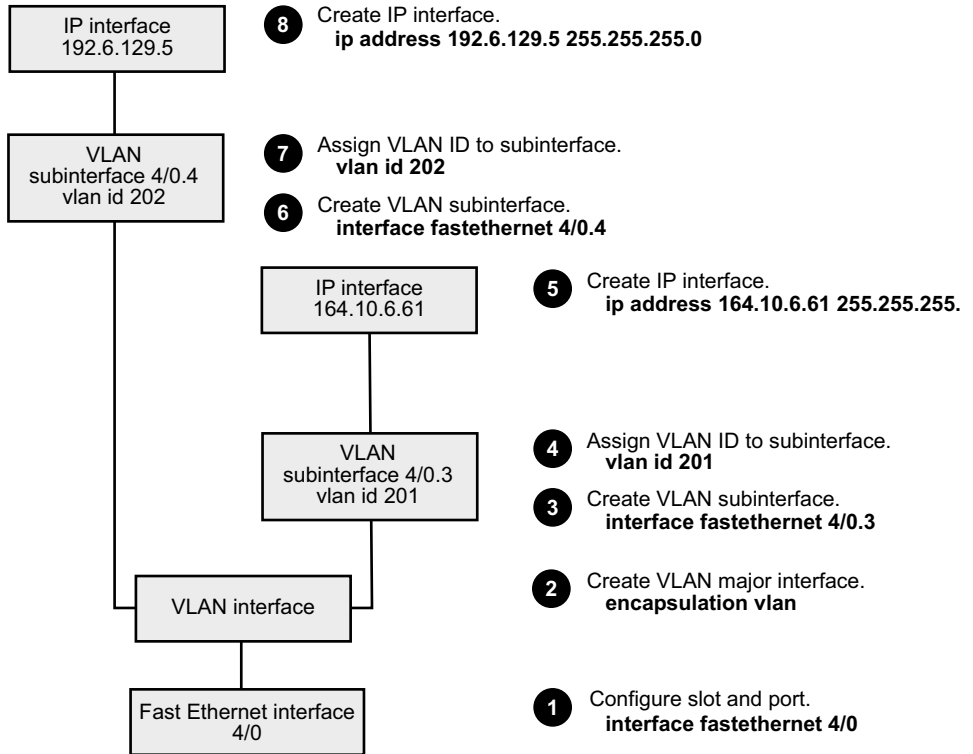 IP interface
192.6.129.5
8
Create IP interface.
ip address 192.6.129.5 255.255.255.0
VLAN
subinterface 4/0.4
vlan id 202
7
Assign VLAN ID to subinterface.
vlan id 202
6
Create VLAN subinterface.
interface fastethernet 4/0.4
IP interface
164.10.6.61
5
Create IP interface.
ip address 164.10.6.61 255.255.255.
VLAN
subinterface 4/0.3
vlan id 201
4
Assign VLAN ID to subinterface.
vlan id 201
3
Create VLAN subinterface.
interface fastethernet 4/0.3
VLAN interface
2
Create VLAN major interface.
encapsulation vlan
Fast Ethernet interface
4/0
1
Configure slot and port.
interface fastethernet 4/0